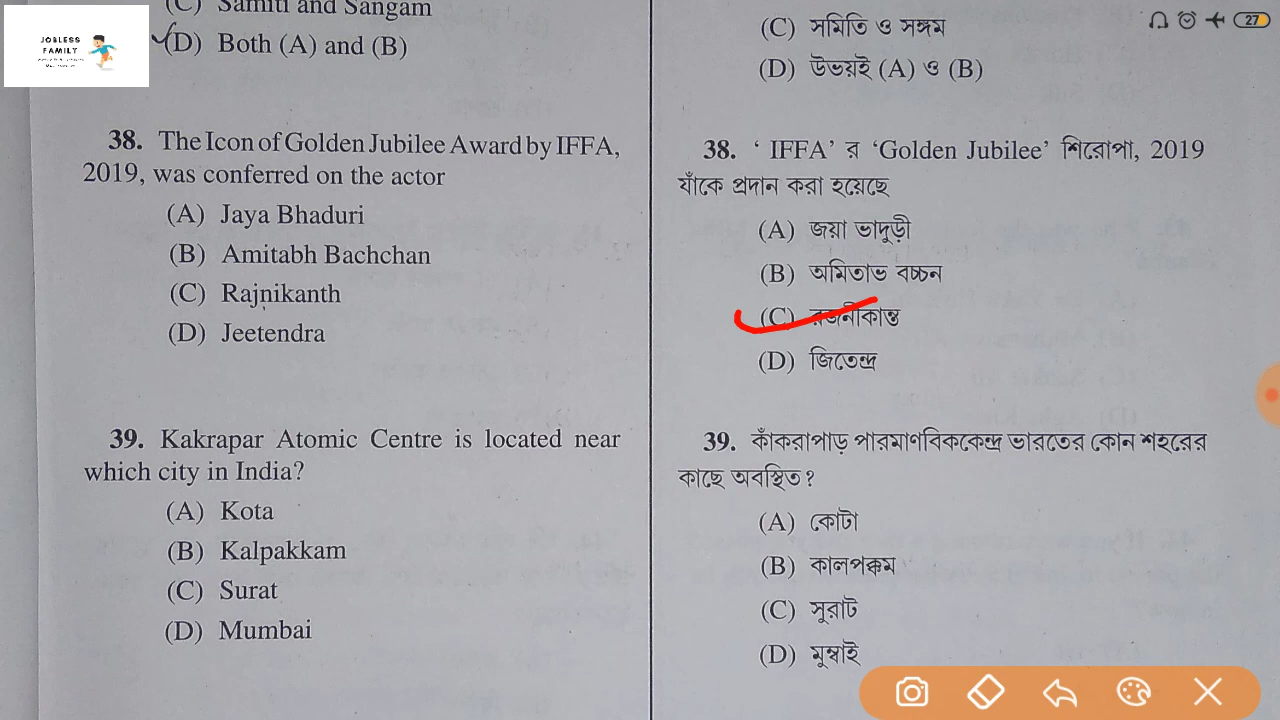 JOBLESS
FAMILY
(C) Samiti and Sangam
(D) Both (A) and (B)
38. The Icon of Golden Jubilee Award by IFFA,
2019, was conferred on the actor
(A) Jaya Bhaduri
(B) Amitabh Bachchan
(C) Rajnikanth
(D) Jeetendra
39. Kakrapar Atomic Centre is located near
which city in India?
(A) Kota
(B) Kalpakkam
(C) Surat
(D) Mumbai
27
(C) সমিতি ও সঙ্গম
(D) উভয়ই (A) ও (B)
38. ‘ IFFA’ র ‘Golden Jubilee’ শিরোপা, 2019
যাঁকে প্রদান করা হয়েছে
(A) জয়া ভাদুড়ী
(B) অমিতাভ বচ্চন
(C) রজনীকান্ত
(D) জিতেন্দ্র
39. কাঁকরাপাড় পারমাণবিককেন্দ্র ভারতের কোন শহরের
কাছে অবস্থিত?
(A) কোটা
(B) কালপক্কম
(C) সুরাট
(D) মুম্বাই